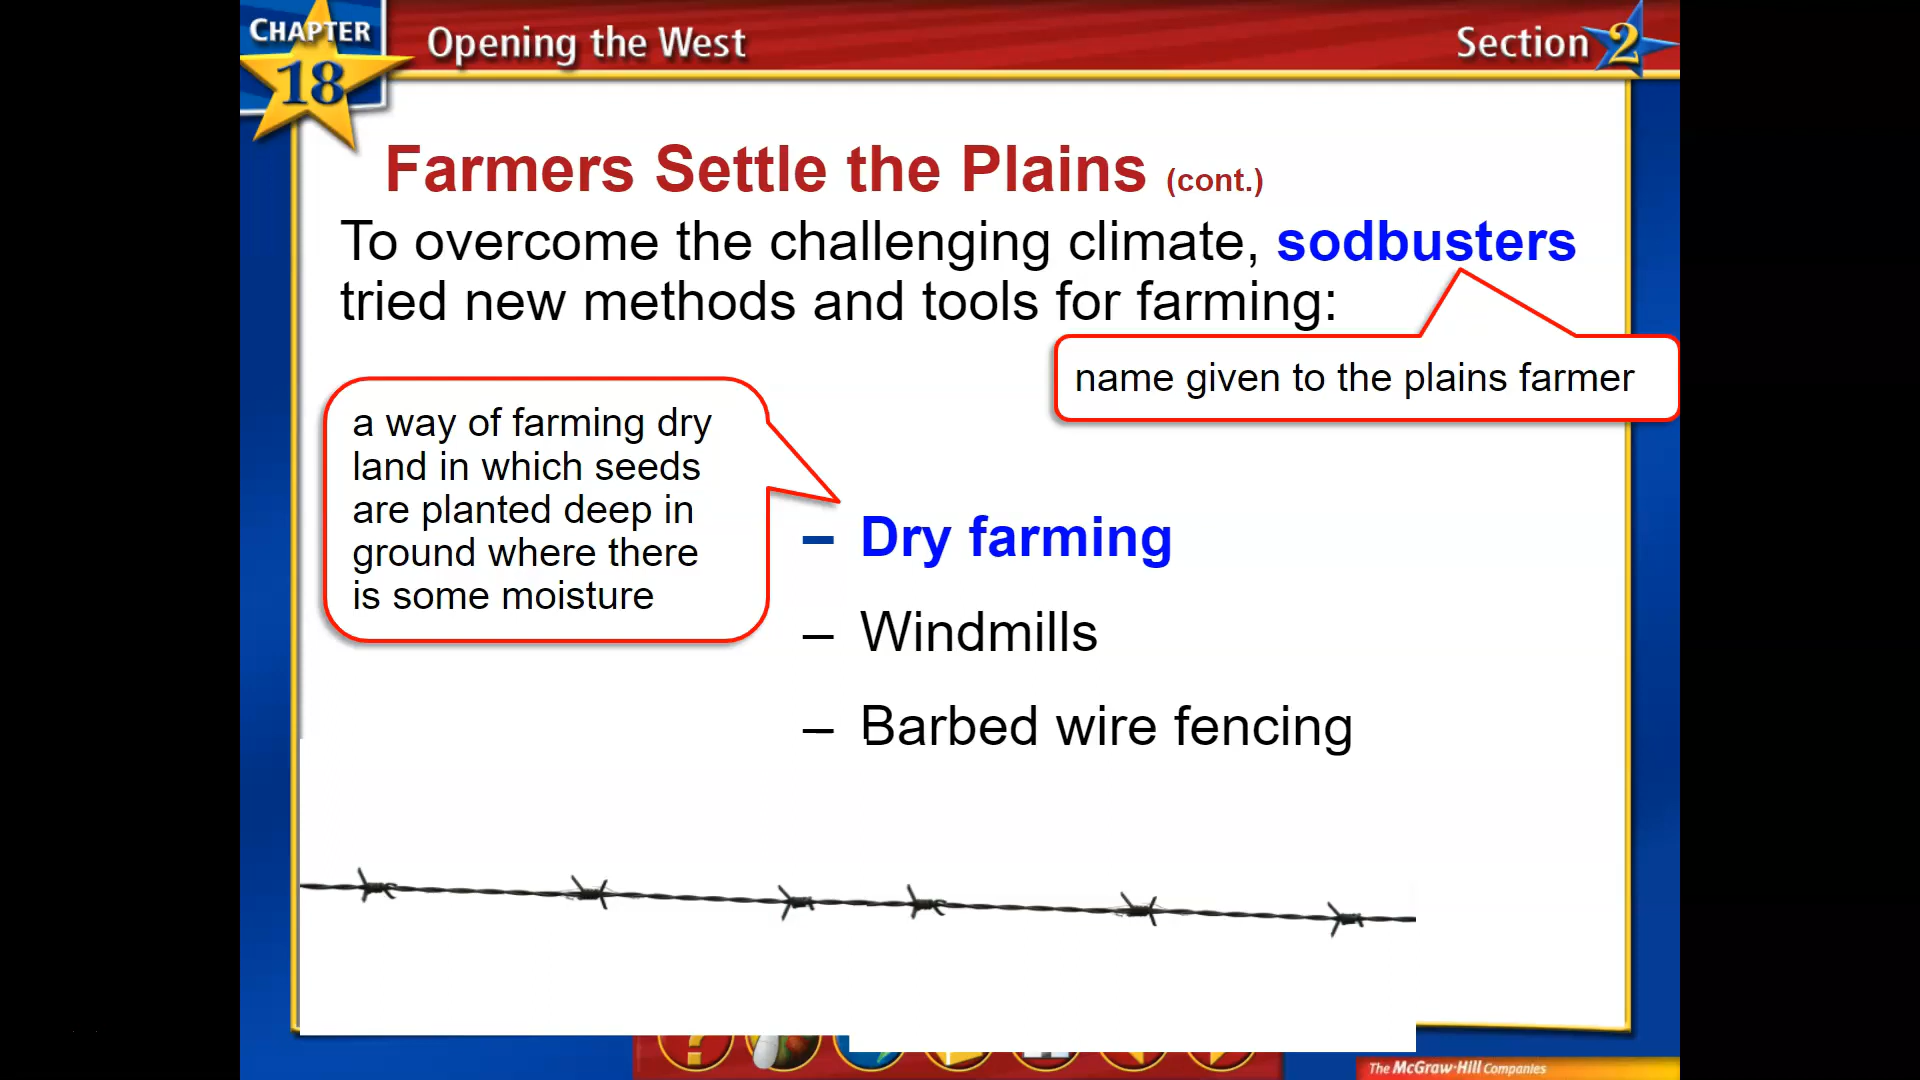 CHAPTER
18
Opening the West
Section 2
Farmers Settle the Plains (cont.)
To overcome the challenging climate, sodbusters
tried new methods and tools for farming:
name given to the plains farmer
a way of farming dry
land in which seeds
are planted deep in
ground where there
is some moisture
– Dry farming
– Windmills
– Barbed wire fencing
?
The McGraw·Hill Companies